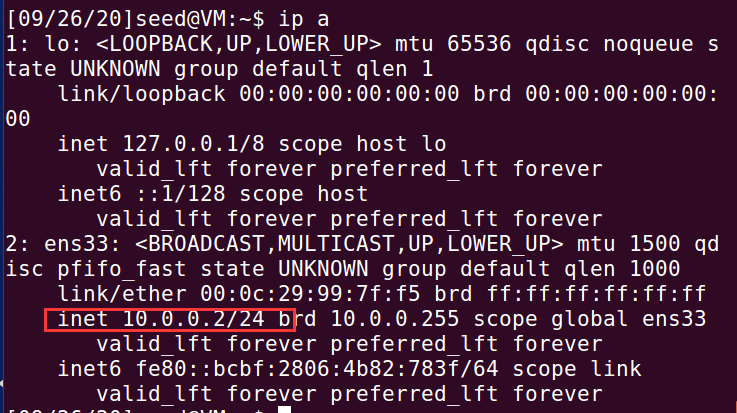 [09/26/20]seed@VM:~$ ip a
1: lo: <LOOPBACK,UP,LOWER_UP> mtu 65536 qdisc noqueue s
tate UNKNOWN group default qlen 1
    link/loopback 00:00:00:00:00:00 brd 00:00:00:00:00:
00
    inet 127.0.0.1/8 scope host lo
       valid_lft forever preferred_lft forever
    inet6 ::1/128 scope host
       valid_lft forever preferred_lft forever
2: ens33: <BROADCAST,MULTICAST,UP,LOWER_UP> mtu 1500 qd
isc pfifo_fast state UNKNOWN group default qlen 1000
    link/ether 00:0c:29:99:7f:f5 brd ff:ff:ff:ff:ff:ff
    inet 10.0.0.2/24 brd 10.0.0.255 scope global ens33
       valid_lft forever preferred_lft forever
    inet6 fe80::bcbf:2806:4b82:783f/64 scope link
       valid_lft forever preferred_lft forever
[09/26/20]seed@VM:~$